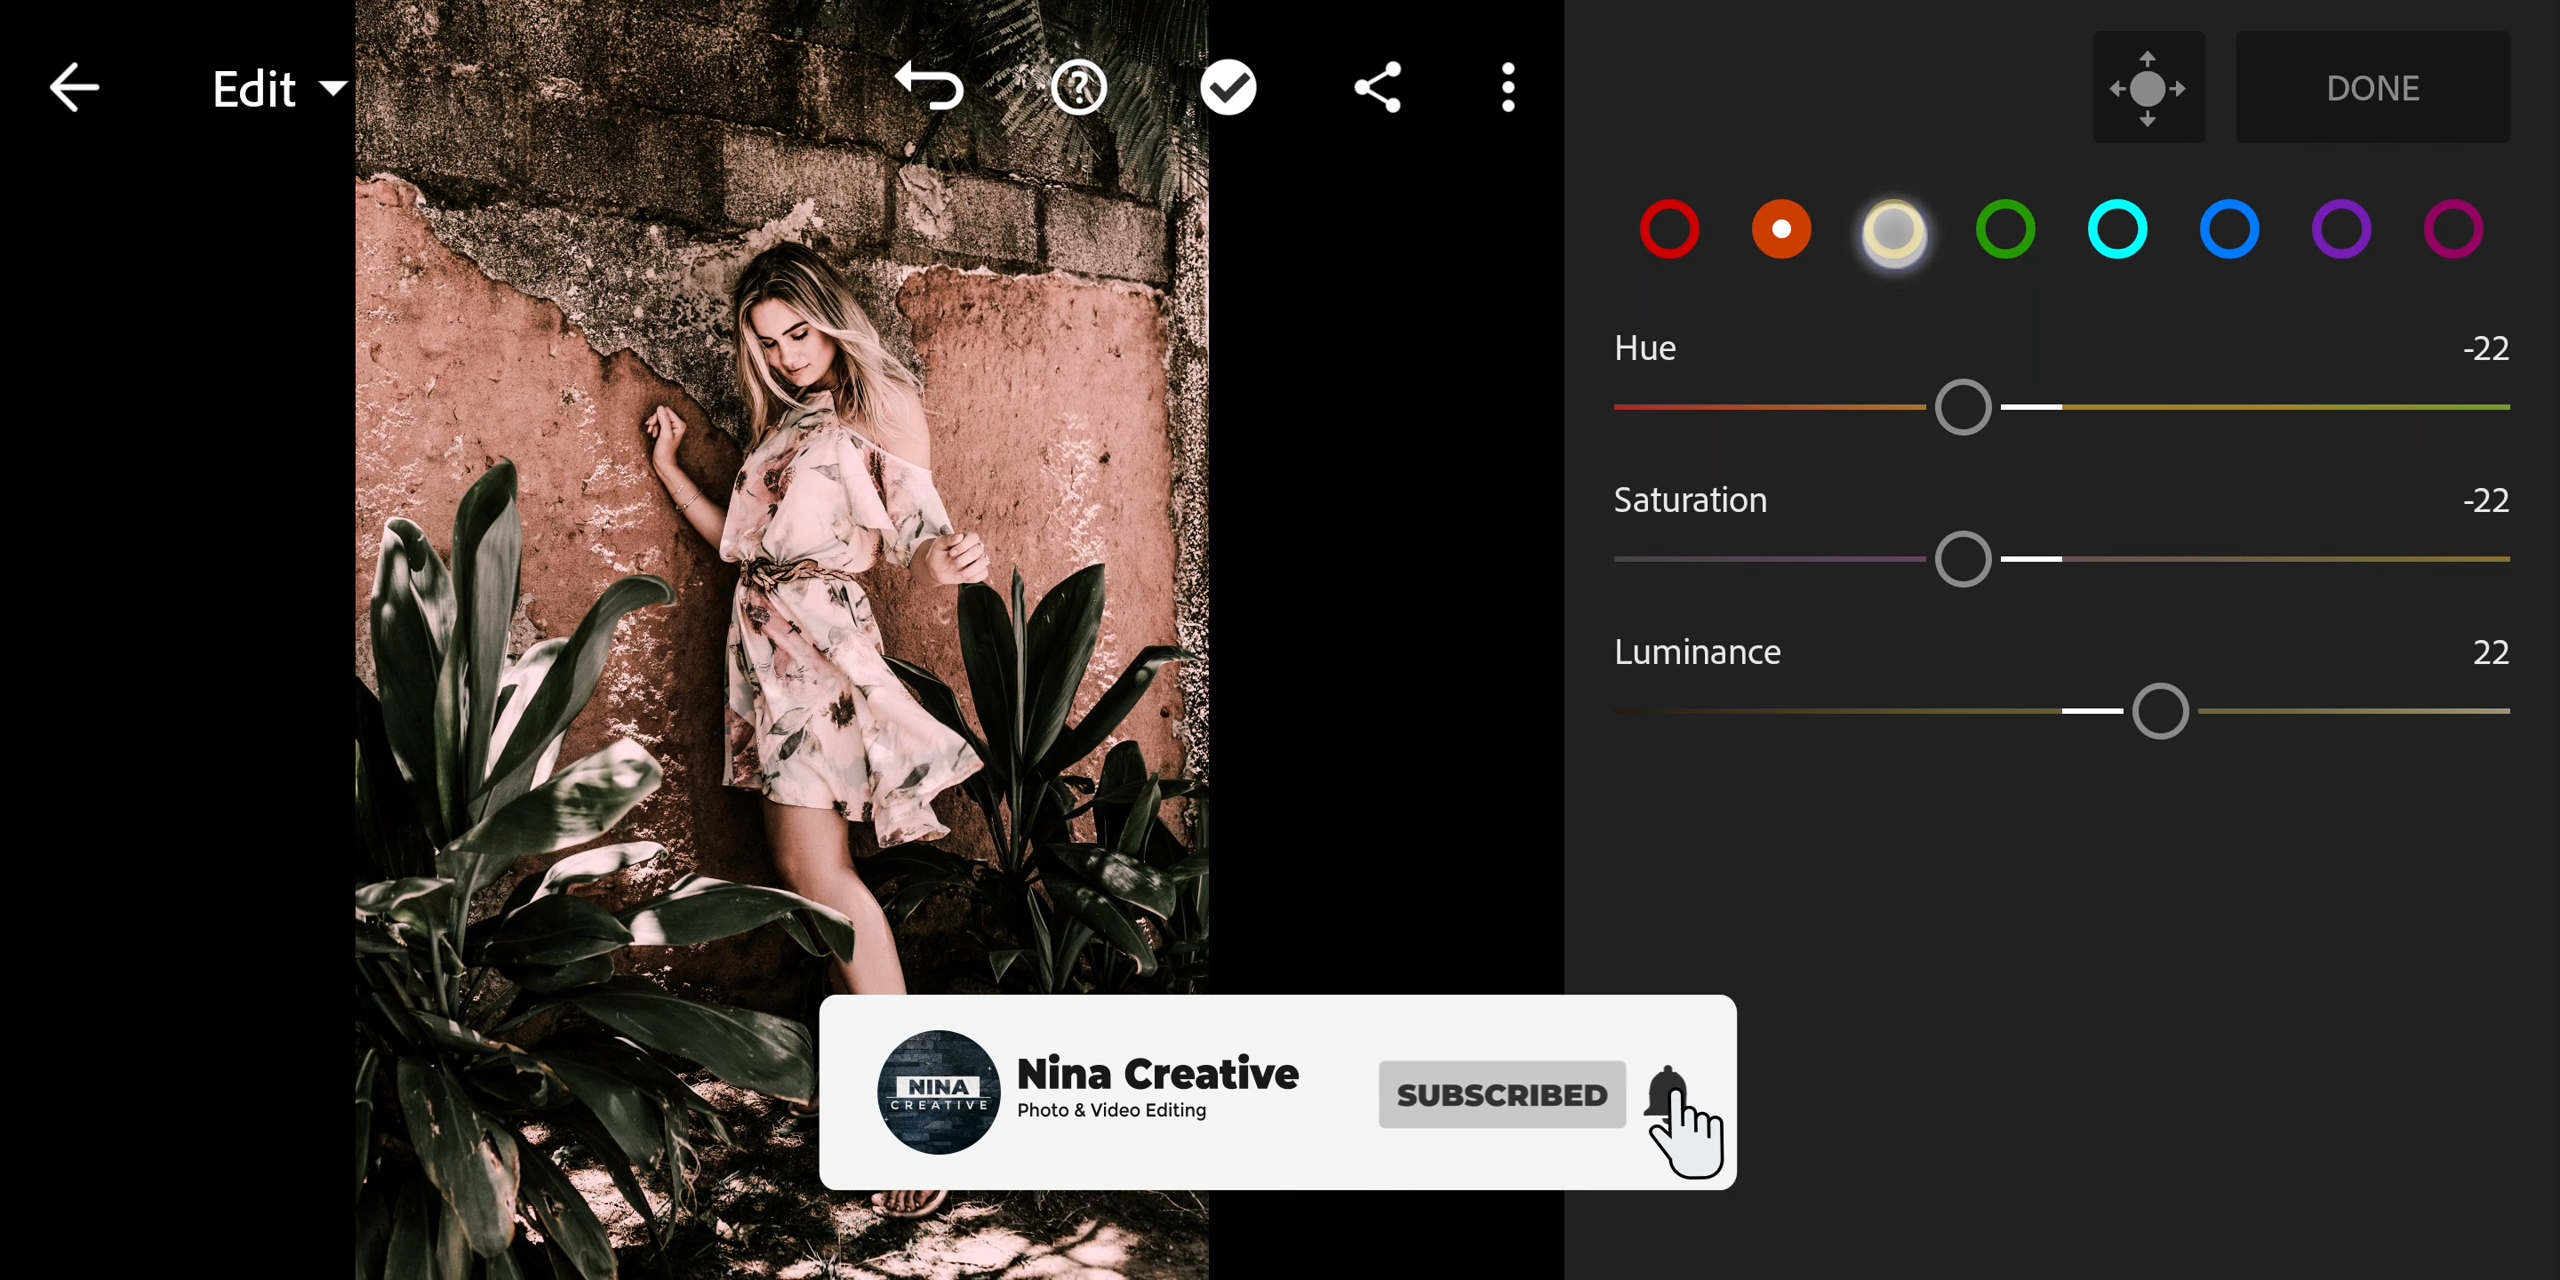 Edit
DONE
Hue -22
Saturation -22
Luminance 22
NINA
CREATIVE
Nina Creative
Photo & Video Editing
SUBSCRIBED